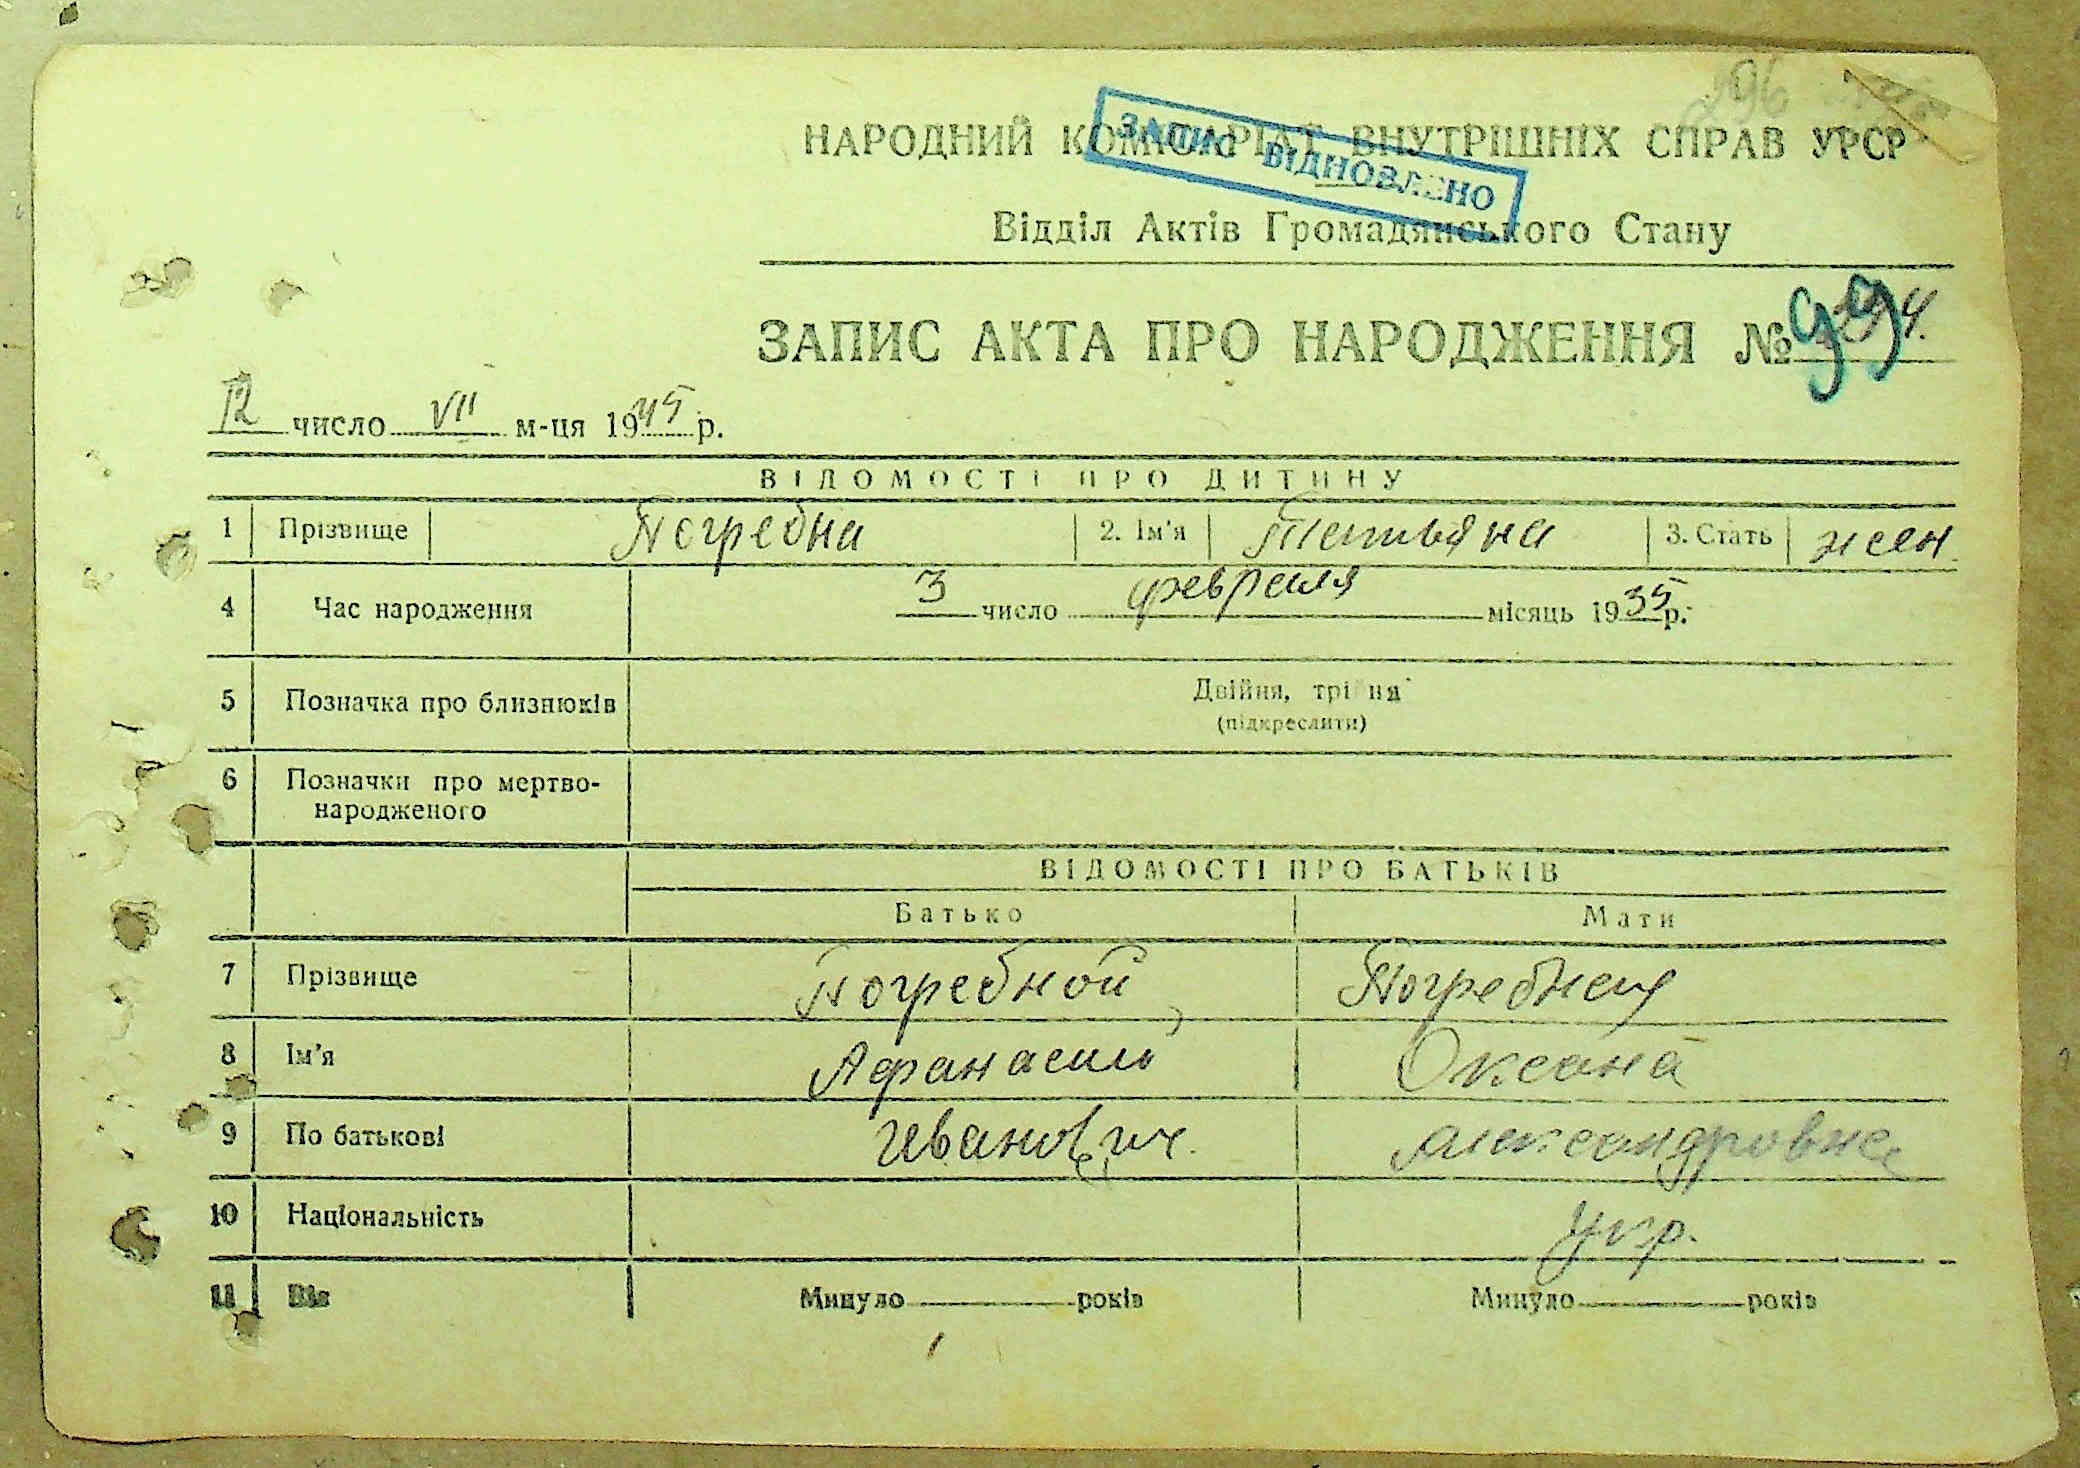 НАРОДНИЙ КОМІСАРІАТ ВНУТРІШНІХ СПРАВ УРСР
ЗАПИС ВІДНОВЛЕНО
Відділ Актів Громадянського Стану
ЗАПИС АКТА ПРО НАРОДЖЕННЯ № 99
12 число VII м-ця 1945 р.
ВІДОМОСТІ ПРО ДИТИНУ
1 Прізвище Погребна 2. Ім'я Татьяна 3. Стать жен.
4 Час народження 3 число февраля місяць 1935 р.
5 Позначка про близнюків Двійня, трійня
(підкреслити)
6 Позначки про мертво-
народженого
ВІДОМОСТІ ПРО БАТЬКІВ
Батько Мати
7 Прізвище Погребной
8 Ім'я Афанасий Оксана
9 По батькові Иванович. Александровна
10 Національність укр.
11 Вік Минуло років Минуло років